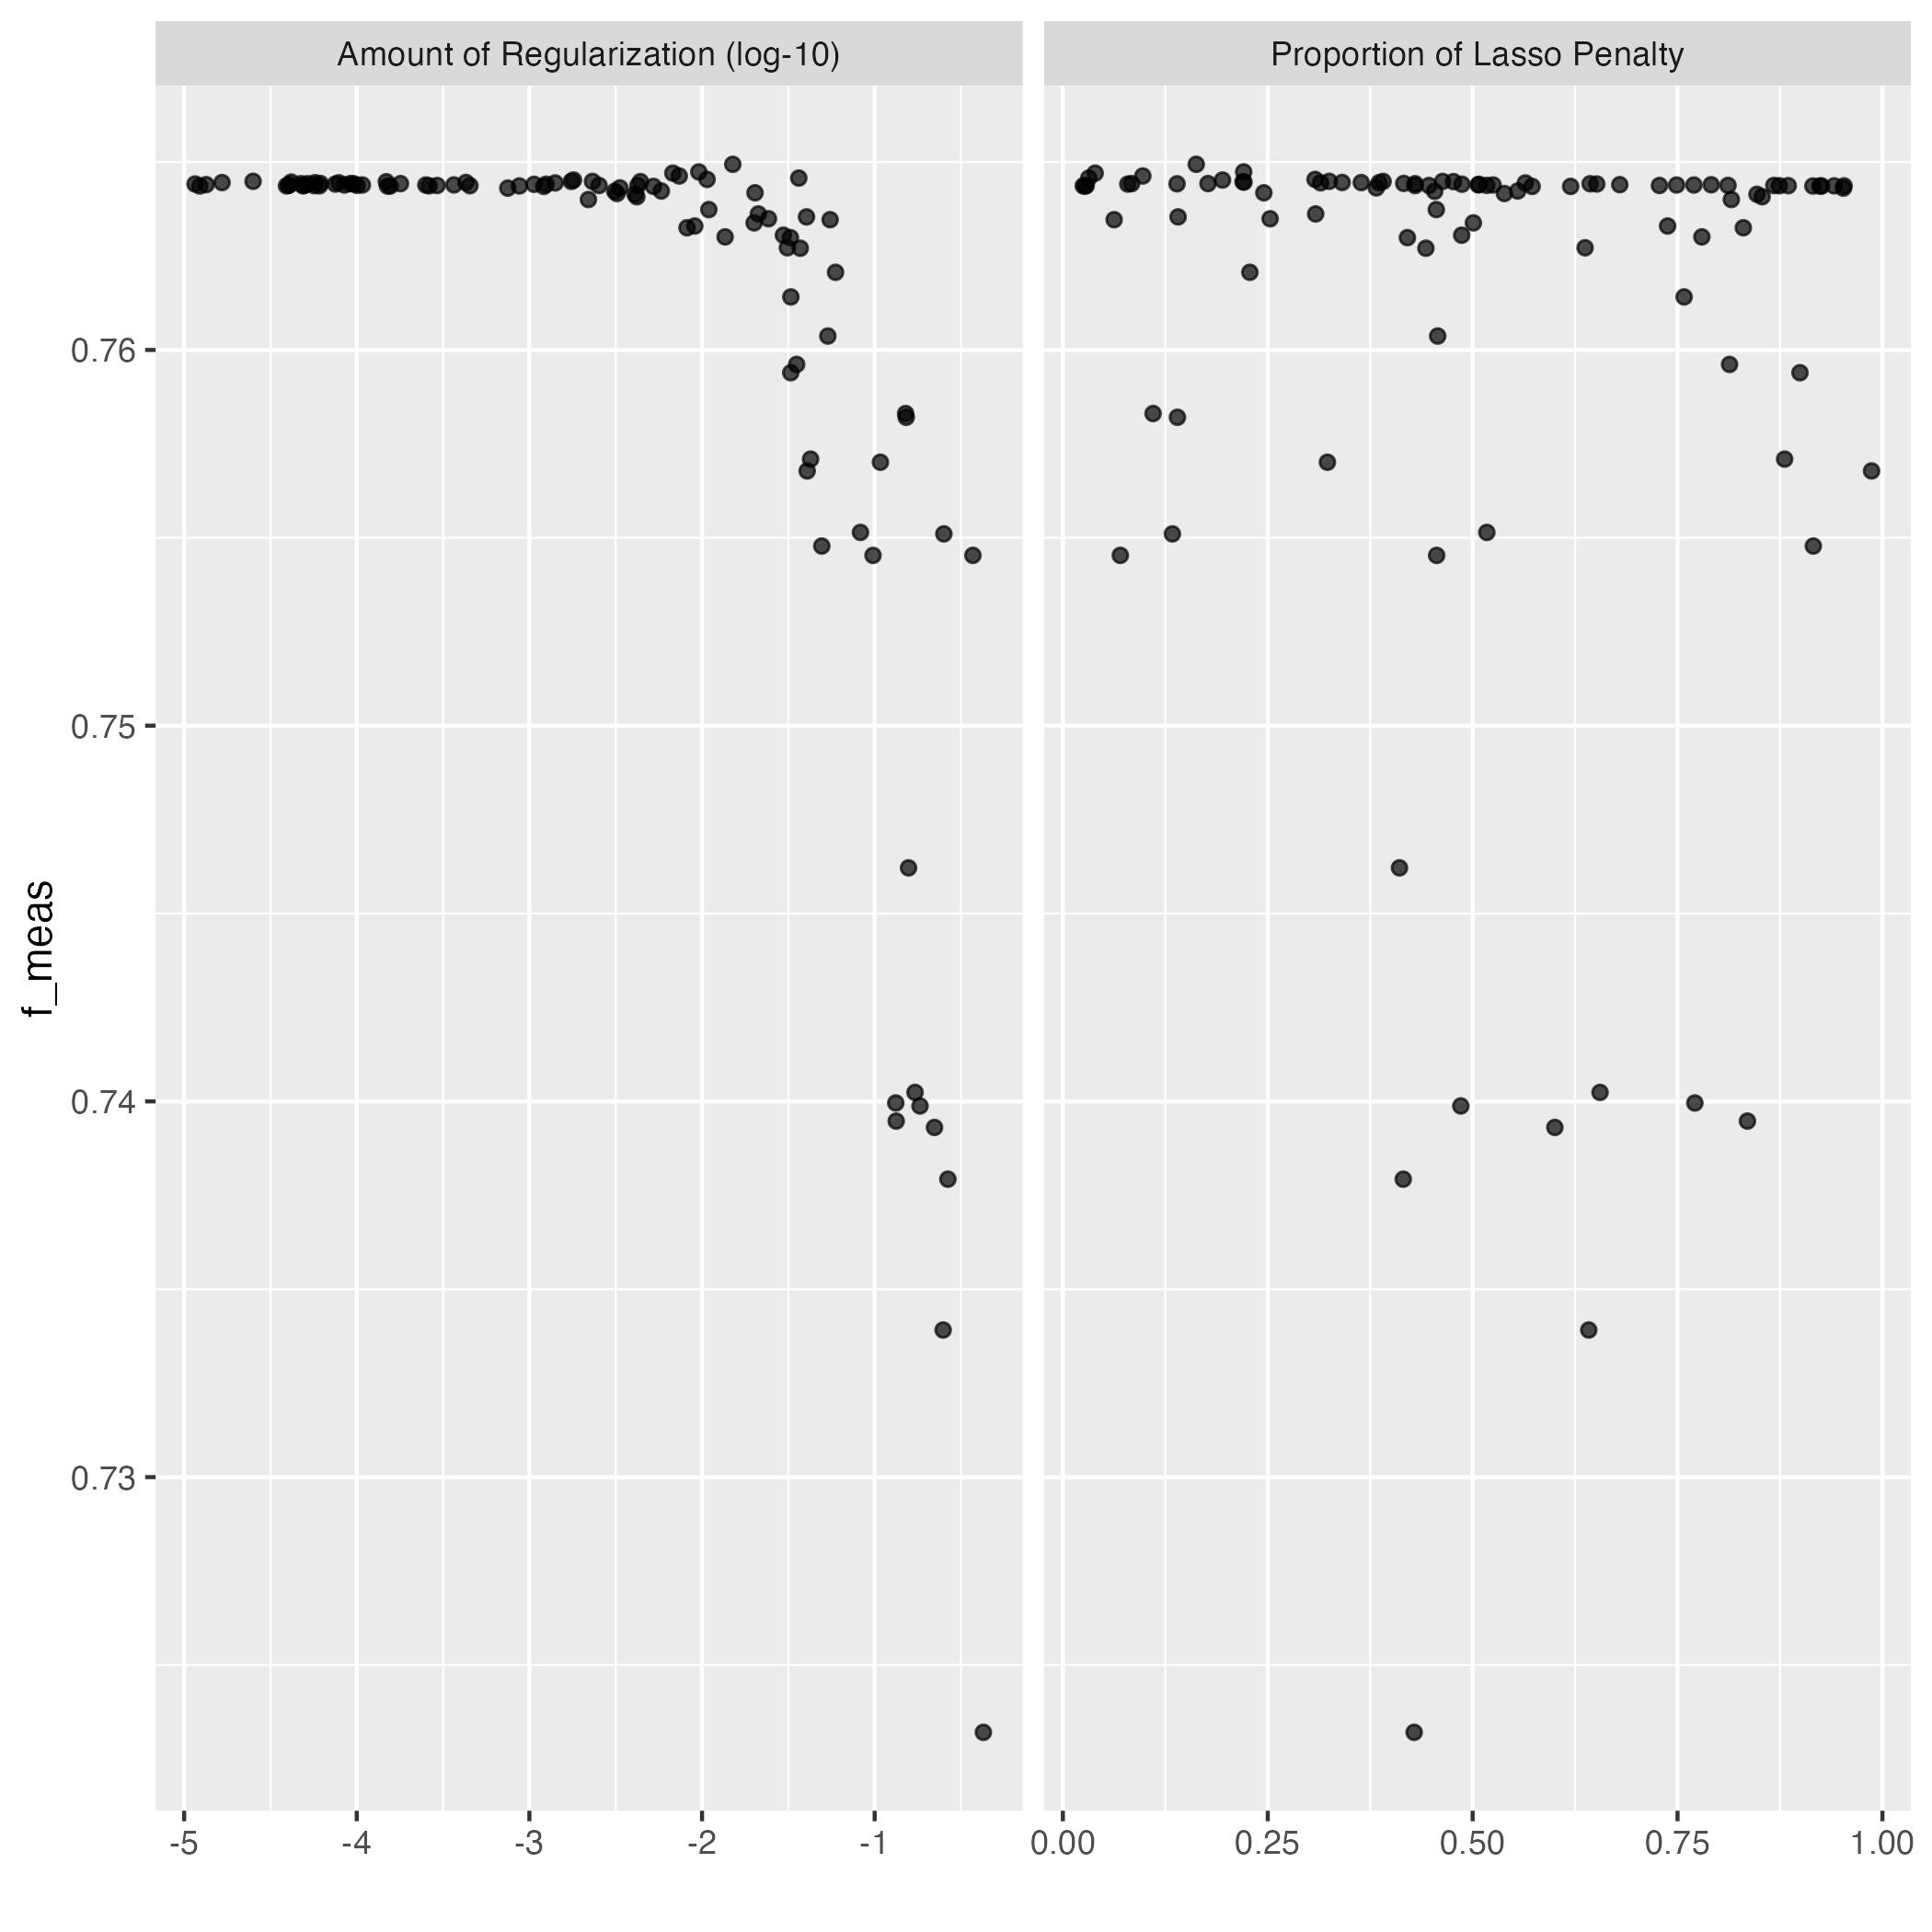 Amount of Regularization (log-10)
Proportion of Lasso Penalty
0.76
0.75
0.74
0.73
f_meas
-5 -4 -3 -2 -1
0.00 0.25 0.50 0.75 1.00